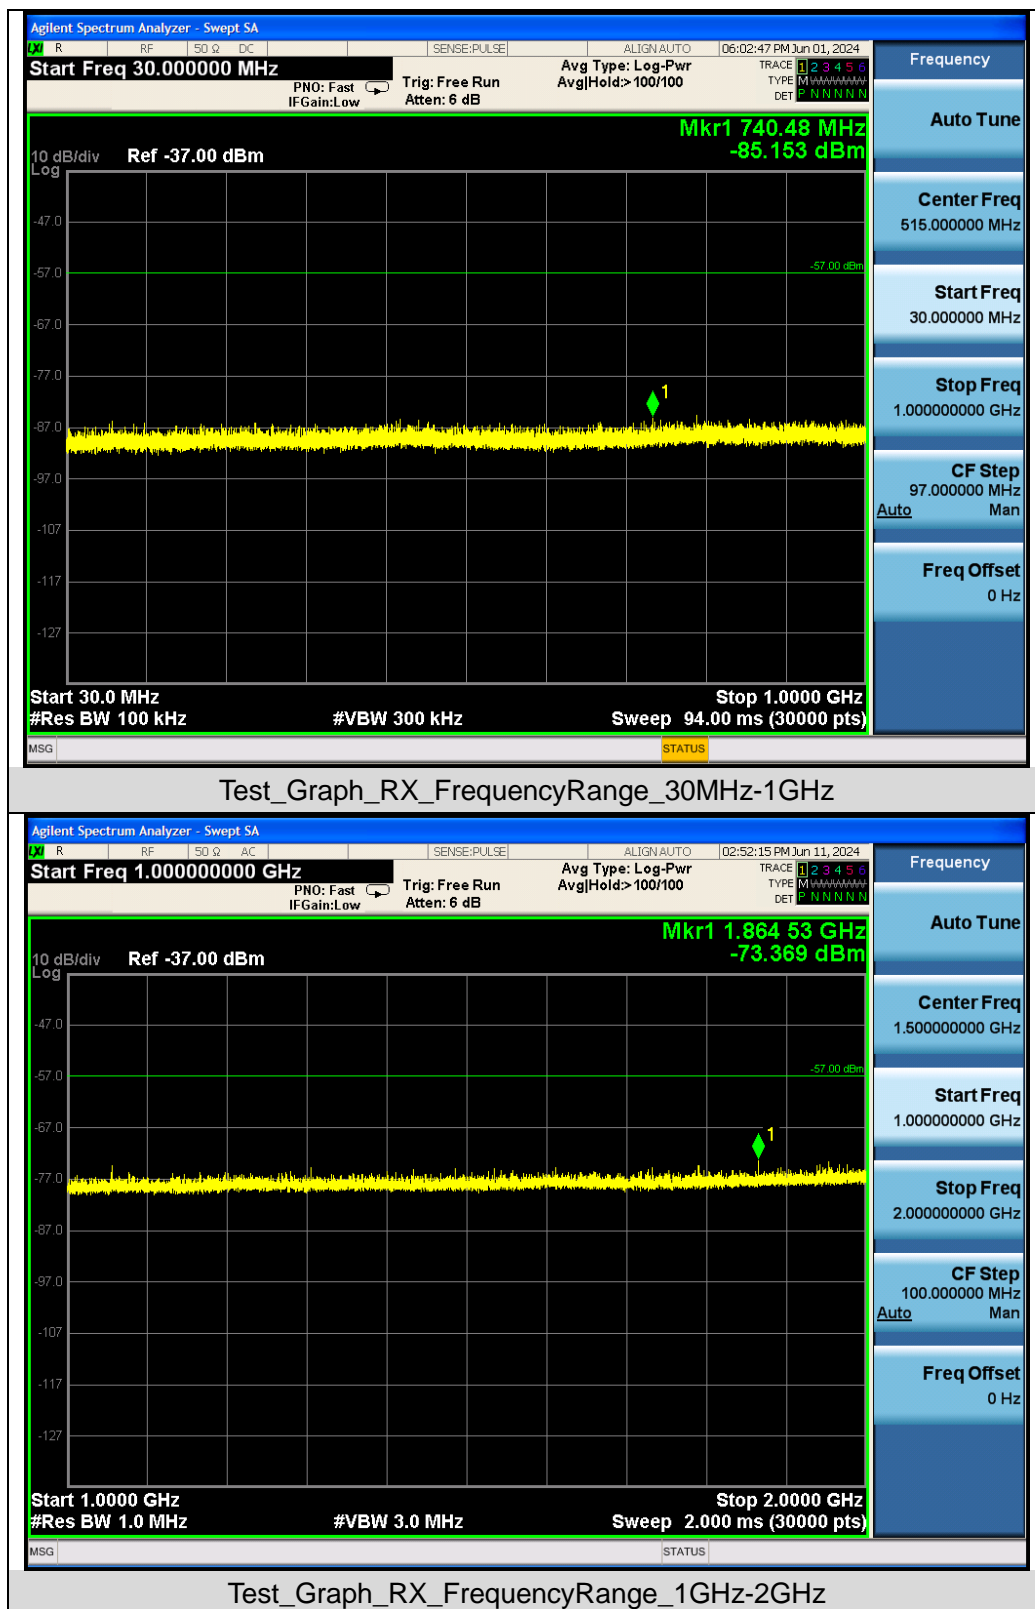 Agilent Spectrum Analyzer - Swept SA
LXI R RF 50 Ω DC SENSE:PULSE ALIGN AUTO 06:02:47 PM Jun 01, 2024
Start Freq 30.000000 MHz
PNO: Fast
IFGain:Low
Trig: Free Run
Atten: 6 dB
Avg Type: Log-Pwr
Avg|Hold:>100/100
TRACE 1 2 3 4 5 6
TYPE M
DET P N N N N N
Mkr1 740.48 MHz
-85.153 dBm
10 dB/div
Log
Ref -37.00 dBm
-47.0
-57.0
-57.00 dBm
-67.0
-77.0
1
-87.0
-97.0
-107
-117
-127
Start 30.0 MHz
Stop 1.0000 GHz
#Res BW 100 kHz
#VBW 300 kHz
Sweep 94.00 ms (30000 pts)
MSG
STATUS
Frequency
Auto Tune
Center Freq
515.000000 MHz
Start Freq
30.000000 MHz
Stop Freq
1.000000000 GHz
CF Step
97.000000 MHz
Auto Man
Freq Offset
0 Hz
Test_Graph_RX_FrequencyRange_30MHz-1GHz
Agilent Spectrum Analyzer - Swept SA
LXI R RF 50 Ω AC SENSE:PULSE ALIGN AUTO 02:52:15 PM Jun 11, 2024
Start Freq 1.000000000 GHz
PNO: Fast
IFGain:Low
Trig: Free Run
Atten: 6 dB
Avg Type: Log-Pwr
Avg|Hold:>100/100
TRACE 1 2 3 4 5 6
TYPE M
DET P N N N N N
Mkr1 1.864 53 GHz
-73.369 dBm
10 dB/div
Log
Ref -37.00 dBm
-47.0
-57.0
-57.00 dBm
-67.0
1
-77.0
-87.0
-97.0
-107
-117
-127
Start 1.0000 GHz
Stop 2.0000 GHz
#Res BW 1.0 MHz
#VBW 3.0 MHz
Sweep 2.000 ms (30000 pts)
MSG
STATUS
Frequency
Auto Tune
Center Freq
1.500000000 GHz
Start Freq
1.000000000 GHz
Stop Freq
2.000000000 GHz
CF Step
100.000000 MHz
Auto Man
Freq Offset
0 Hz
Test_Graph_RX_FrequencyRange_1GHz-2GHz